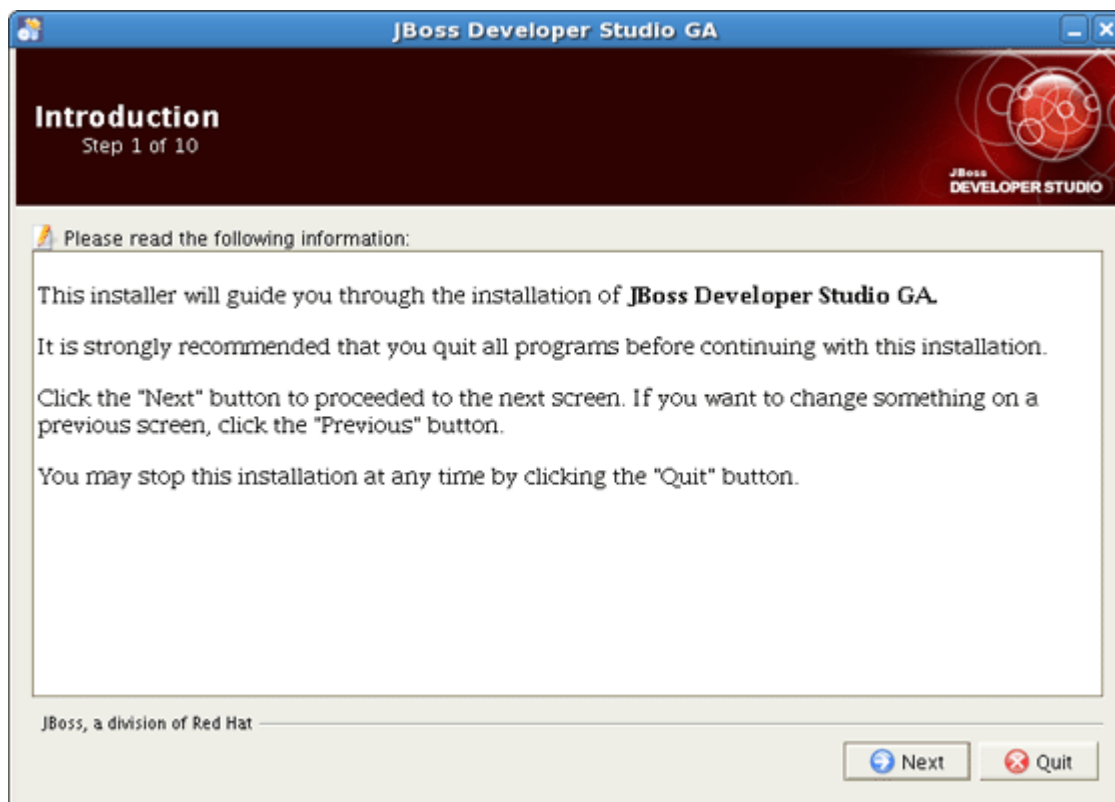 JBoss Developer Studio GA
Introduction
Step 1 of 10
JBoss
DEVELOPER STUDIO
Please read the following information:
This installer will guide you through the installation of JBoss Developer Studio GA.
It is strongly recommended that you quit all programs before continuing with this installation.
Click the "Next" button to proceeded to the next screen. If you want to change something on a
previous screen, click the "Previous" button.
You may stop this installation at any time by clicking the "Quit" button.
JBoss, a division of Red Hat
Next
Quit